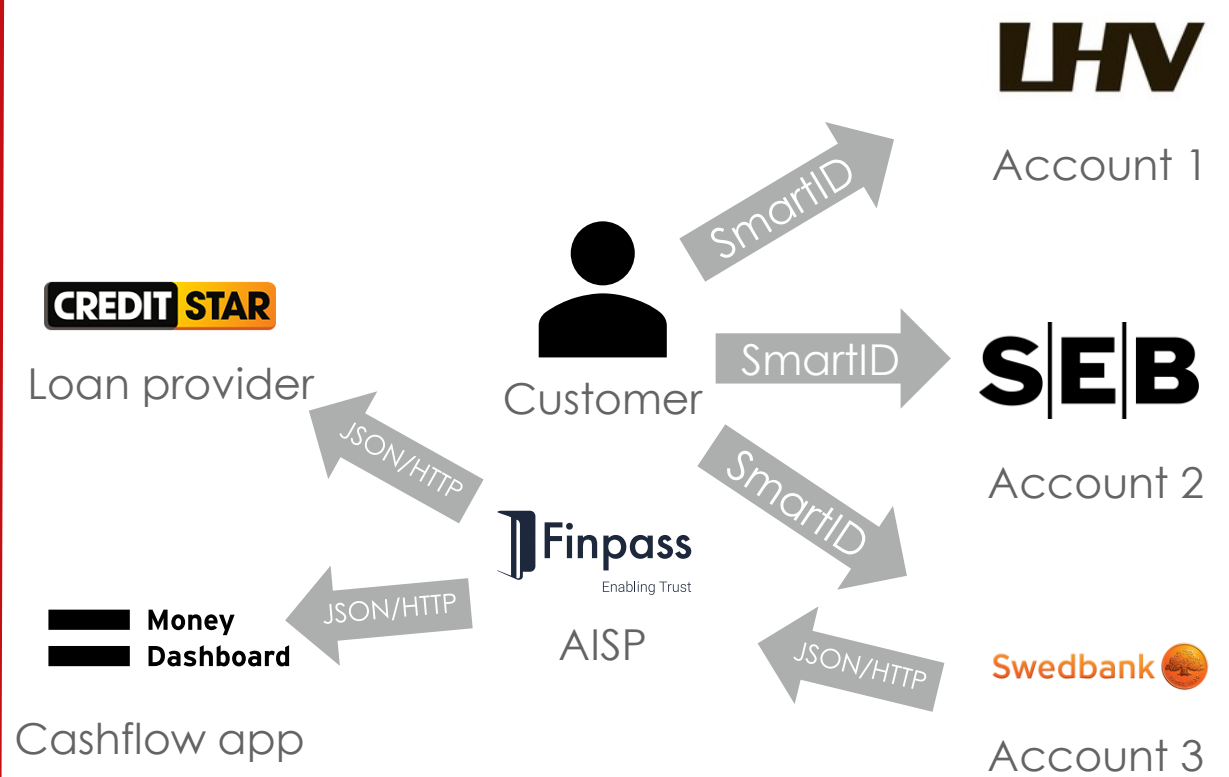 LHV
Account 1
SmartID
CREDIT STAR
Loan provider
Customer
SmartID
SEB
Account 2
JSON/HTTP
SmartID
Finpass
Enabling Trust
AISP
JSON/HTTP
Money
Dashboard
Cashflow app
JSON/HTTP
Swedbank
Account 3